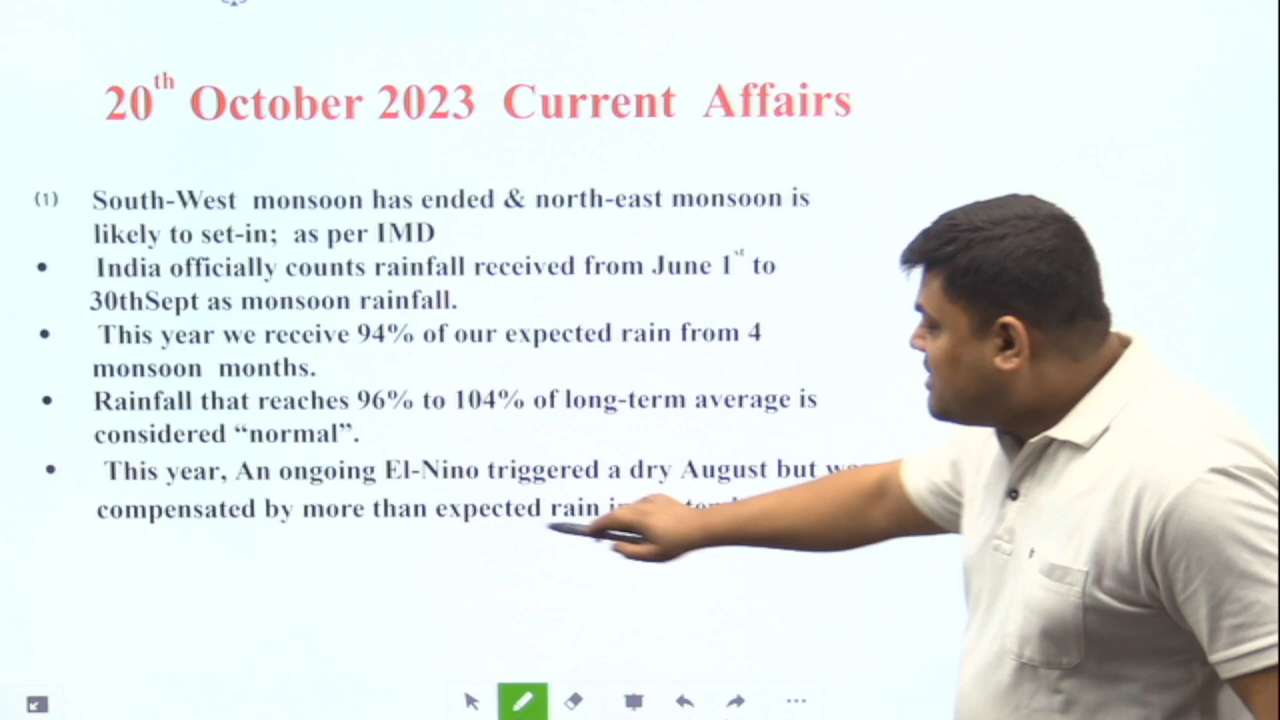 20th October 2023 Current Affairs
(1) South-West monsoon has ended & north-east monsoon is
likely to set-in; as per IMD
• India officially counts rainfall received from June 1st to
30thSept as monsoon rainfall.
• This year we receive 94% of our expected rain from 4
monsoon months.
• Rainfall that reaches 96% to 104% of long-term average is
considered “normal”.
• This year, An ongoing El-Nino triggered a dry August but
compensated by more than expected rain